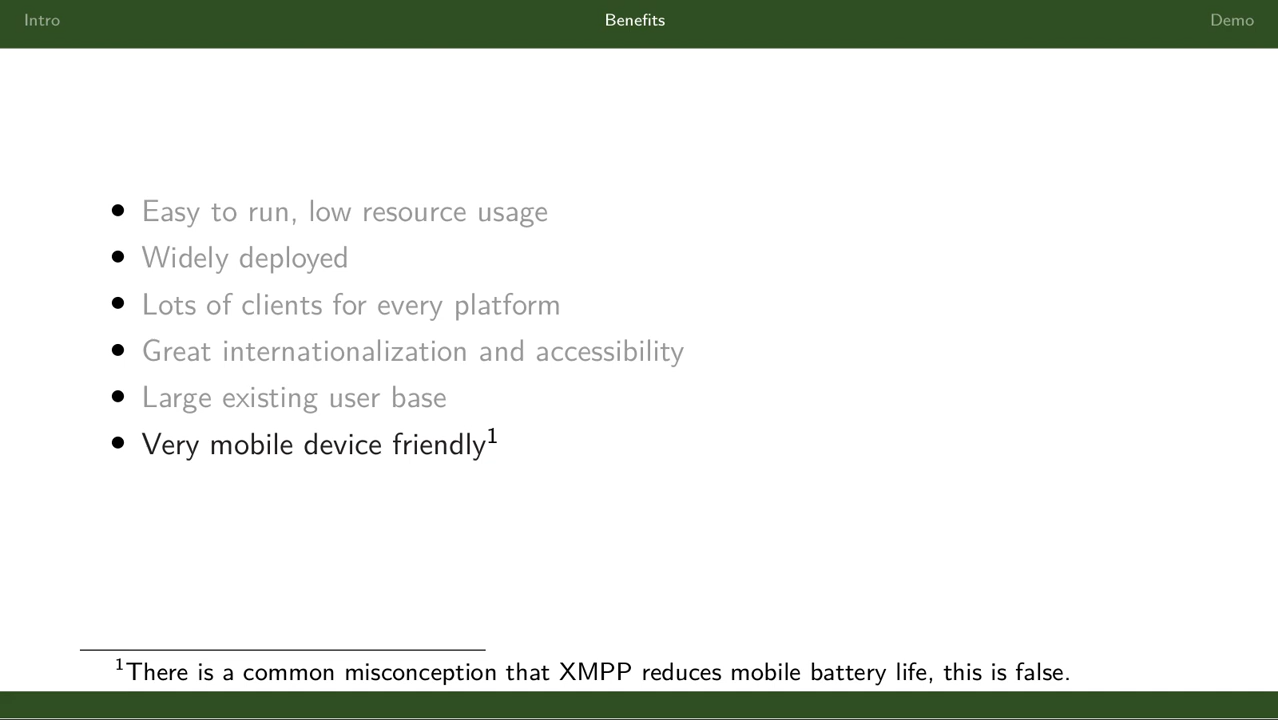 Intro
Benefits
Demo
• Easy to run, low resource usage
• Widely deployed
• Lots of clients for every platform
• Great internationalization and accessibility
• Large existing user base
• Very mobile device friendly¹
¹There is a common misconception that XMPP reduces mobile battery life, this is false.